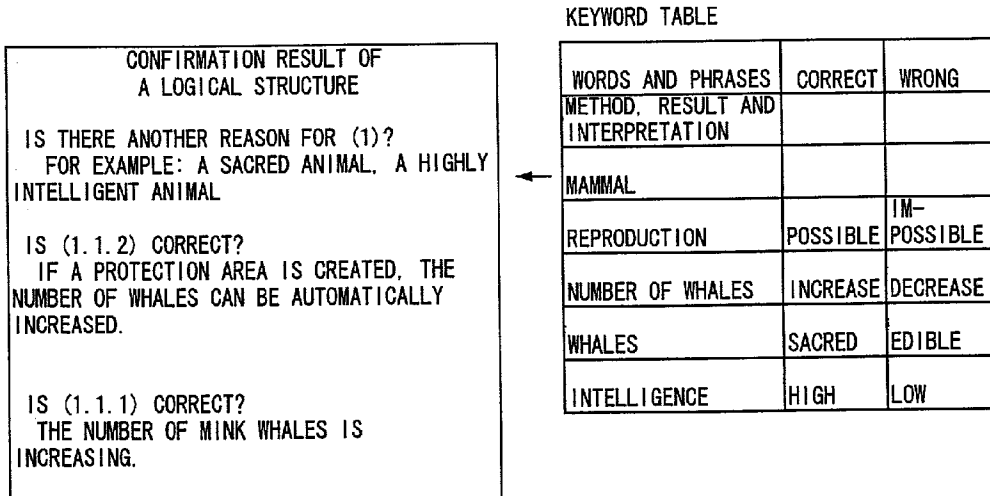 CONFIRMATION RESULT OF
A LOGICAL STRUCTURE
IS THERE ANOTHER REASON FOR (1)?
FOR EXAMPLE: A SACRED ANIMAL, A HIGHLY
INTELLIGENT ANIMAL
IS (1.1.2) CORRECT?
IF A PROTECTION AREA IS CREATED, THE
NUMBER OF WHALES CAN BE AUTOMATICALLY
INCREASED.
IS (1.1.1) CORRECT?
THE NUMBER OF MINK WHALES IS
INCREASING.
KEYWORD TABLE
WORDS AND PHRASES CORRECT WRONG
METHOD, RESULT AND
INTERPRETATION
MAMMAL
IM-
REPRODUCTION POSSIBLE POSSIBLE
NUMBER OF WHALES INCREASE DECREASE
WHALES SACRED EDIBLE
INTELLIGENCE HIGH LOW